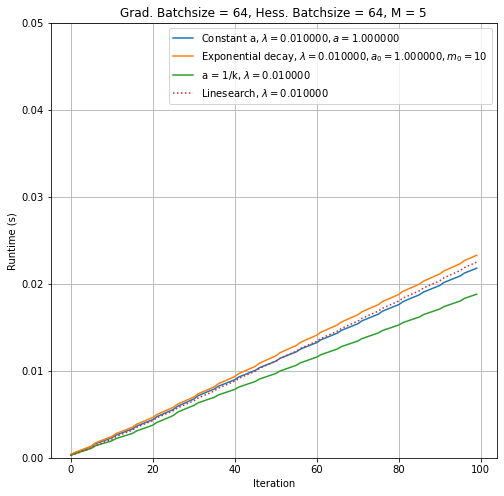 Grad. Batchsize = 64, Hess. Batchsize = 64, M = 5
Constant a, λ = 0.010000, a = 1.000000
Exponential decay, λ = 0.010000, a₀ = 1.000000, m₀ = 10
a = 1/k, λ = 0.010000
Linesearch, λ = 0.010000
0.05
0.04
0.03
0.02
0.01
0.00
Runtime (s)
0 20 40 60 80 100
Iteration